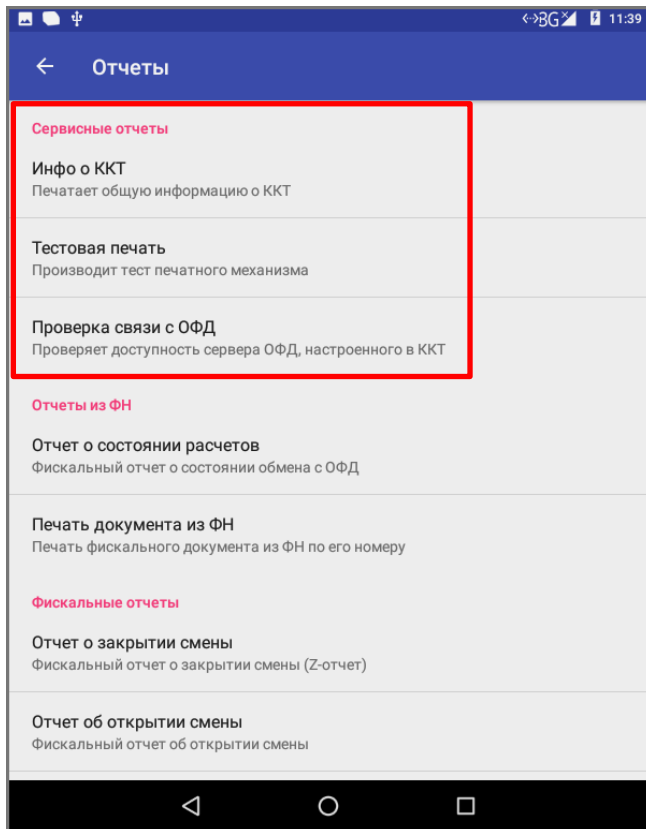 3G 11:39
Отчеты
Сервисные отчеты
Инфо о ККТ
Печатает общую информацию о ККТ
Тестовая печать
Производит тест печатного механизма
Проверка связи с ОФД
Проверяет доступность сервера ОФД, настроенного в ККТ
Отчеты из ФН
Отчет о состоянии расчетов
Фискальный отчет о состоянии обмена с ОФД
Печать документа из ФН
Печать фискального документа из ФН по его номеру
Фискальные отчеты
Отчет о закрытии смены
Фискальный отчет о закрытии смены (Z-отчет)
Отчет об открытии смены
Фискальный отчет об открытии смены